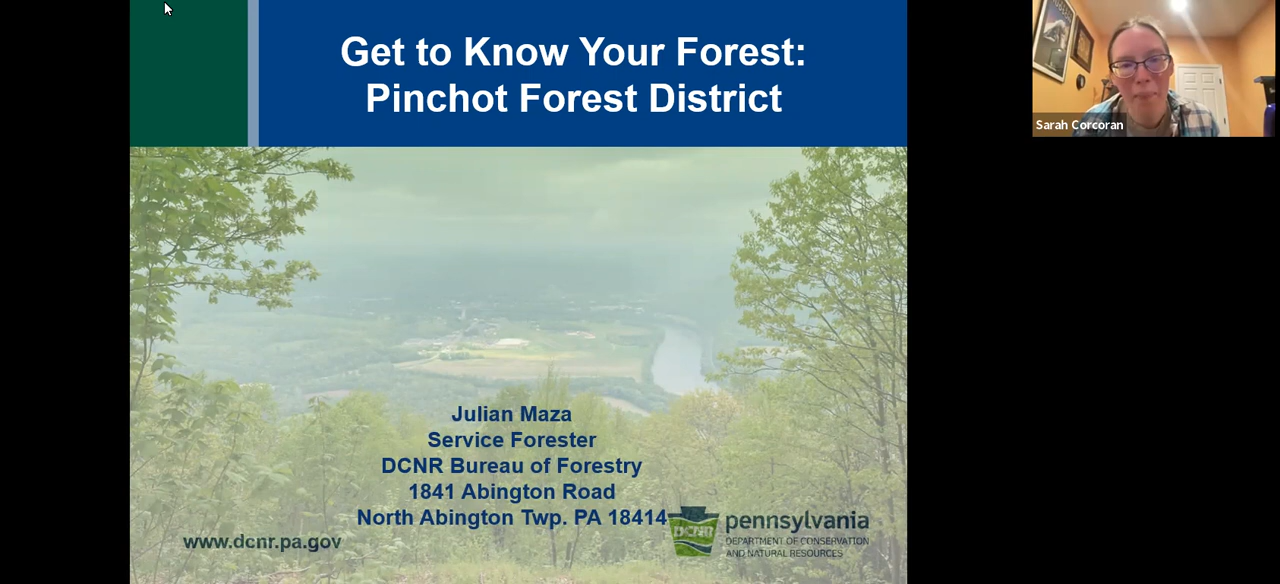 Get to Know Your Forest:
Pinchot Forest District
Sarah Corcoran
Julian Maza
Service Forester
DCNR Bureau of Forestry
1841 Abington Road
North Abington Twp. PA 18414
www.dcnr.pa.gov
DCNR
pennsylvania
DEPARTMENT OF CONSERVATION
AND NATURAL RESOURCES